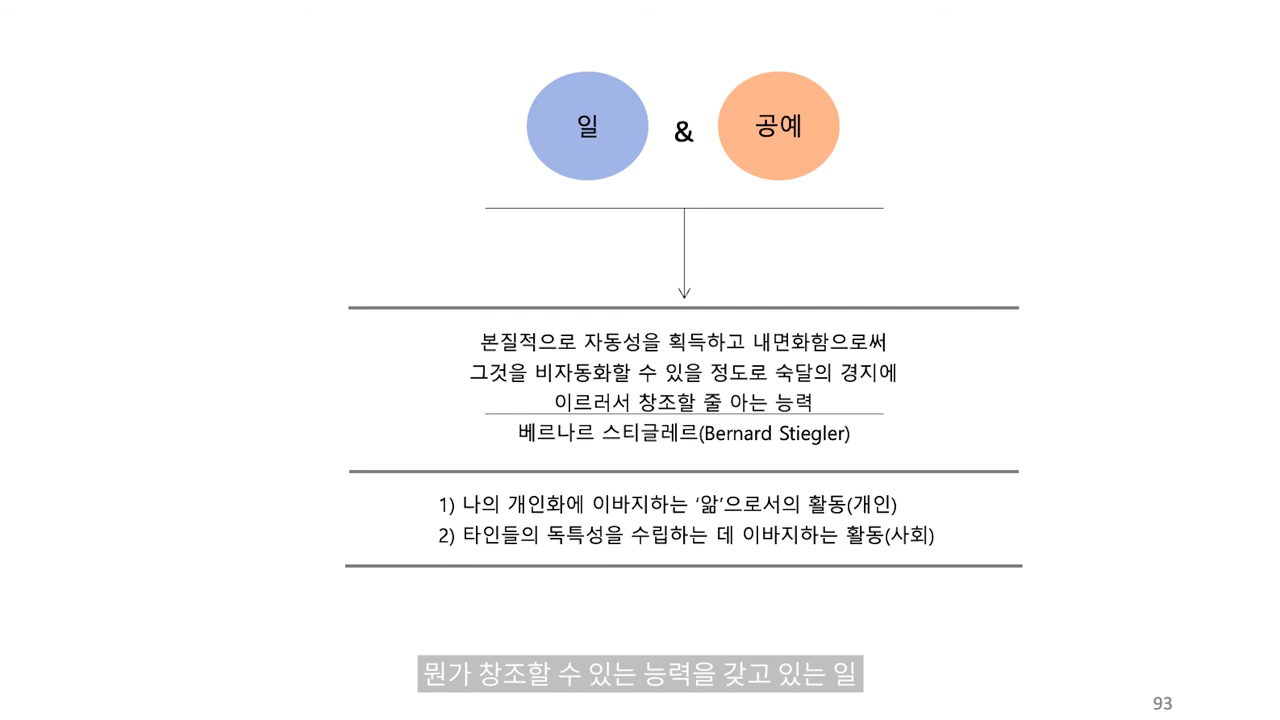 일 & 공예
본질적으로 자동성을 획득하고 내면화함으로써
그것을 비자동화할 수 있을 정도로 숙달의 경지에
이르러서 창조할 줄 아는 능력
베르나르 스티글레르(Bernard Stiegler)
1) 나의 개인화에 이바지하는 ‘앎’으로서의 활동(개인)
2) 타인들의 독특성을 수립하는 데 이바지하는 활동(사회)
뭔가 창조할 수 있는 능력을 갖고 있는 일
93